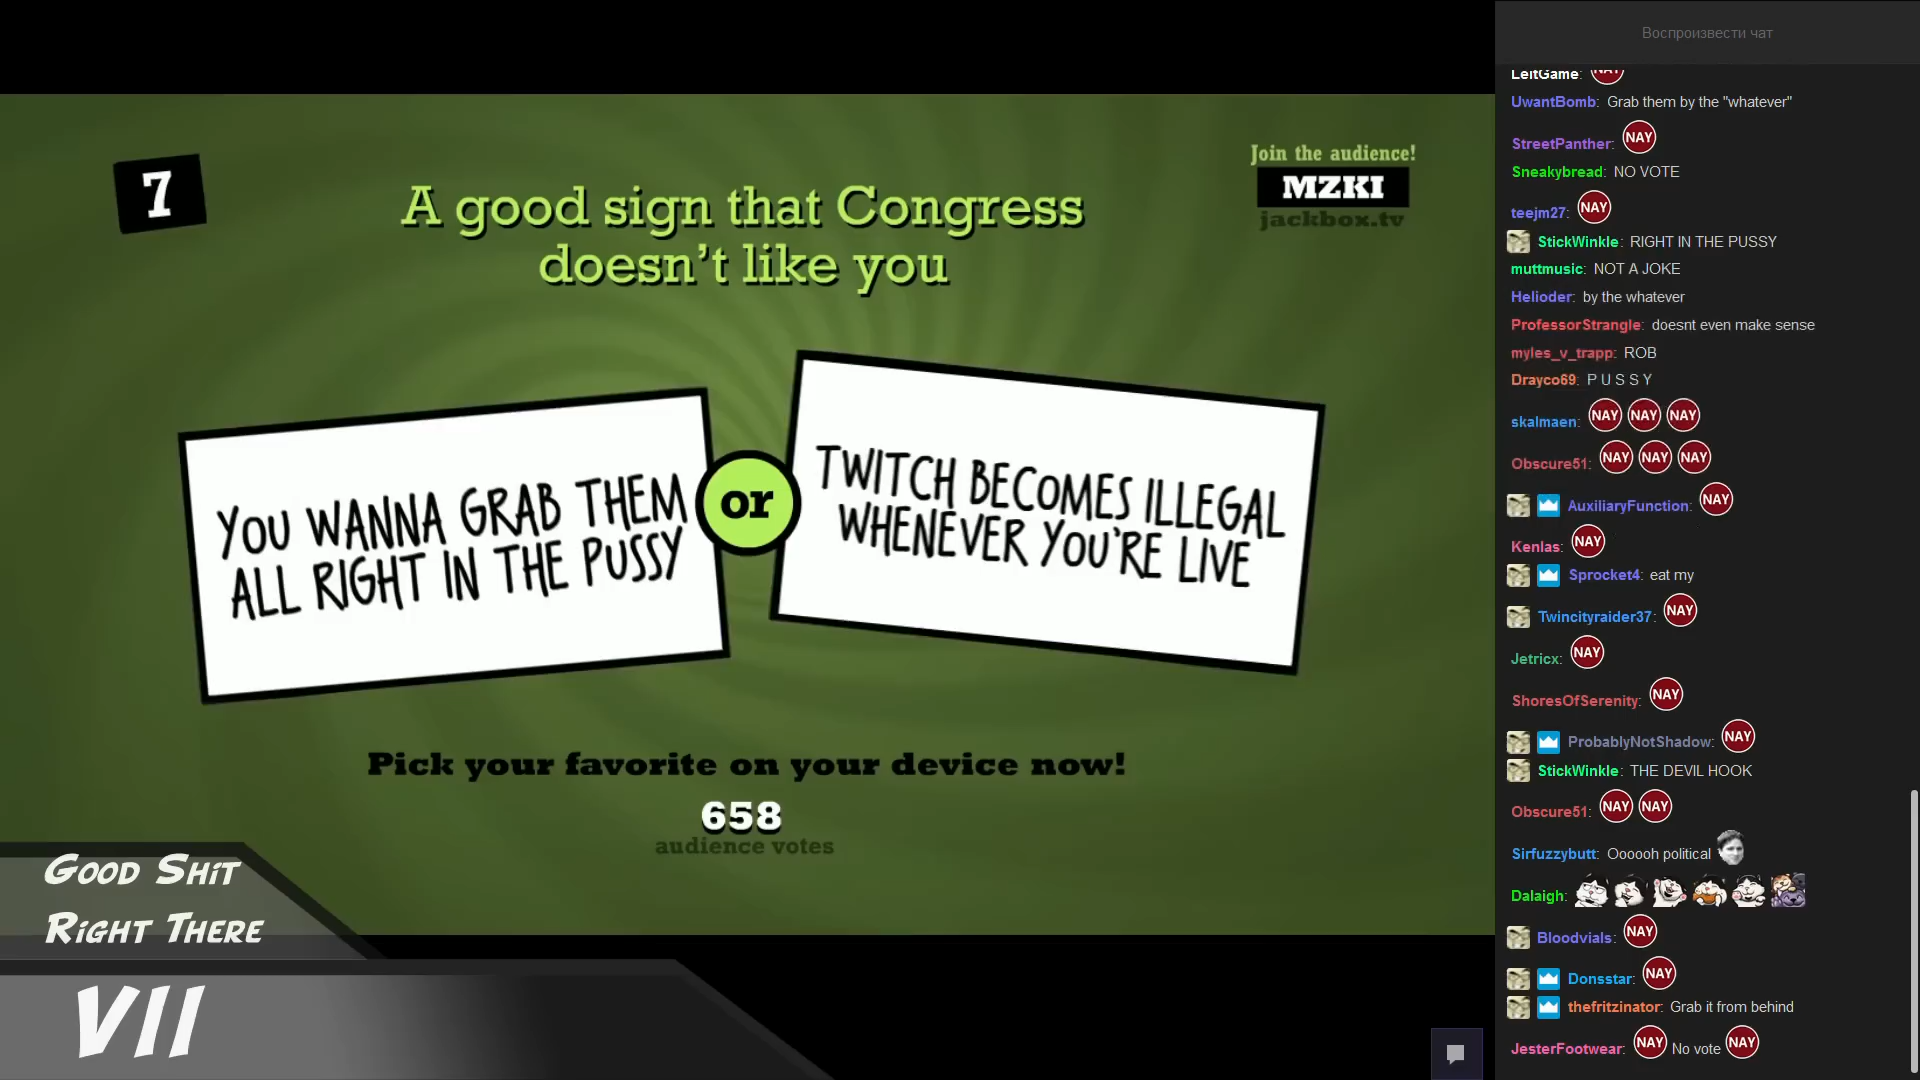 7
A good sign that Congress
doesn't like you
Join the audience!
MZKI
jackbox.tv
YOU WANNA GRAB THEM
ALL RIGHT IN THE PUSSY
or
TWITCH BECOMES ILLEGAL
WHENEVER YOU'RE LIVE
Pick your favorite on your device now!
658
audience votes
GOOD SHIT
RIGHT THERE
VII
Воспроизвести чат
LeitGame: NAY
UwantBomb: Grab them by the "whatever"
StreetPanther: NAY
Sneakybread: NO VOTE
teejm27: NAY
StickWinkle: RIGHT IN THE PUSSY
muttmusic: NOT A JOKE
Helioder: by the whatever
ProfessorStrangle: doesnt even make sense
myles_v_trapp: ROB
Drayco69: P U S S Y
skalmaen: NAY NAY NAY
Obscure51: NAY NAY NAY
AuxiliaryFunction: NAY
Kenlas: NAY
Sprocket4: eat my
Twincityraider37: NAY
Jetricx: NAY
ShoresOfSerenity: NAY
ProbablyNotShadow: NAY
StickWinkle: THE DEVIL HOOK
Obscure51: NAY NAY
Sirfuzzybutt: Oooooh political
Dalaigh:
Bloodvials: NAY
Donsstar: NAY
thefritzinator: Grab it from behind
JesterFootwear: NAY No vote NAY